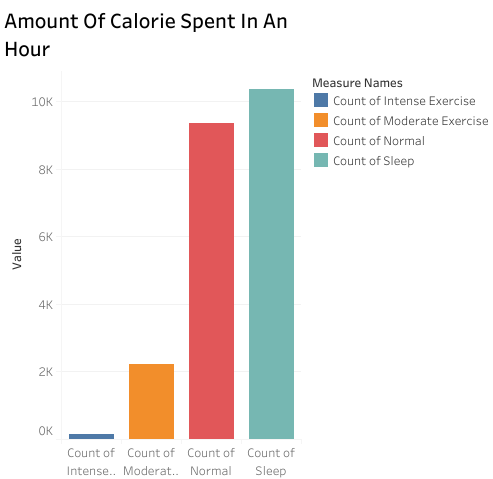 Amount Of Calorie Spent In An
Hour
Measure Names
Count of Intense Exercise
Count of Moderate Exercise
Count of Normal
Count of Sleep
Value
10K
8K
6K
4K
2K
0K
Count of
Intense..
Count of
Moderat..
Count of
Normal
Count of
Sleep